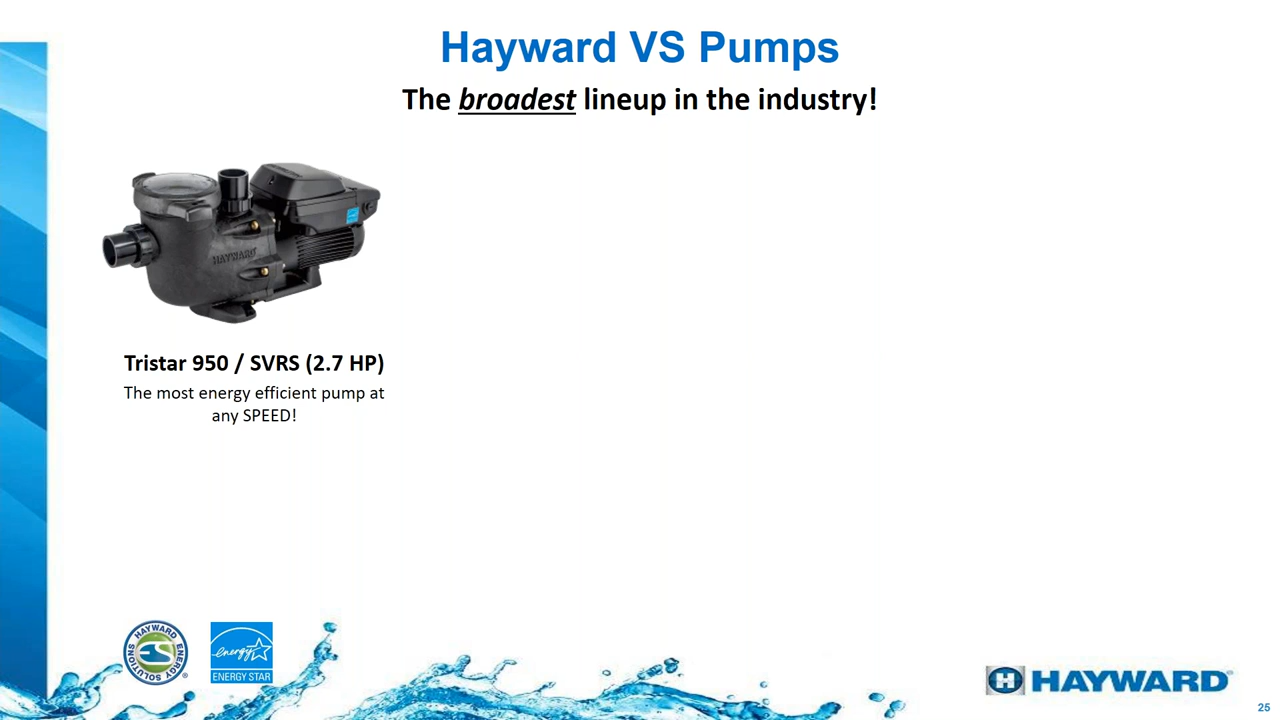 Hayward VS Pumps
The broadest lineup in the industry!
HAYWARD
Tristar 950 / SVRS (2.7 HP)
The most energy efficient pump at
any SPEED!
HAYWARD ENERGY SOLUTIONS ®
energy
ENERGY STAR
HAYWARD®
25